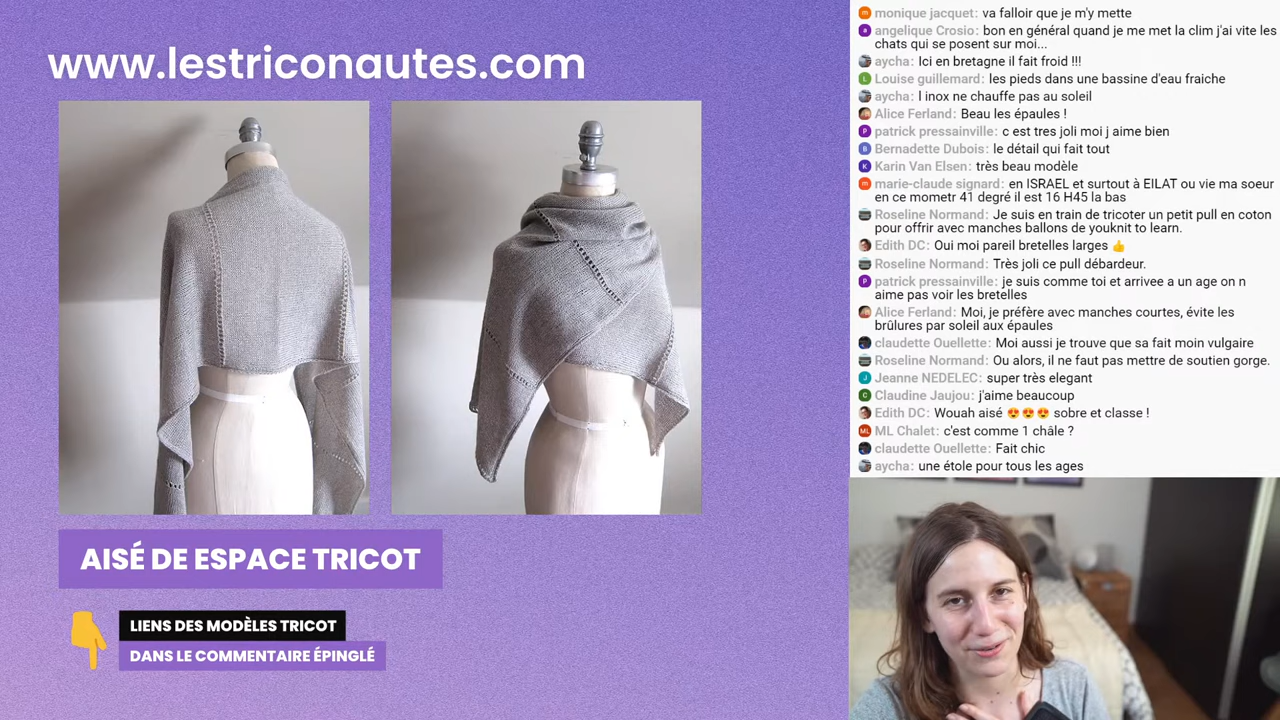 www.lestriconautes.com
AISÉ DE ESPACE TRICOT
LIENS DES MODÈLES TRICOT
DANS LE COMMENTAIRE ÉPINGLÉ
monique jacquet: va falloir que je m'y mette
angelique Crosio: bon en général quand je me met la clim j'ai vite les
chats qui se posent sur moi...
aycha: Ici en bretagne il fait froid !!!
Louise guillemard: les pieds dans une bassine d'eau fraiche
aycha: l inox ne chauffe pas au soleil
Alice Ferland: Beau les épaules !
patrick pressainville: c est tres joli moi j aime bien
Bernadette Dubois: le détail qui fait tout
Karin Van Elsen: très beau modèle
marie-claude signard: en ISRAEL et surtout à EILAT ou vie ma soeur
en ce mometr 41 degré il est 16 H45 la bas
Roseline Normand: Je suis en train de tricoter un petit pull en coton
pour offrir avec manches ballons de youknit to learn.
Edith DC: Oui moi pareil bretelles larges 👍
Roseline Normand: Très joli ce pull débardeur.
patrick pressainville: je suis comme toi et arrivee a un age on n
aime pas voir les bretelles
Alice Ferland: Moi, je préfère avec manches courtes, évite les
brûlures par soleil aux épaules
claudette Ouellette: Moi aussi je trouve que sa fait moin vulgaire
Roseline Normand: Ou alors, il ne faut pas mettre de soutien gorge.
Jeanne NEDELEC: super très elegant
Claudine Jaujou: j'aime beaucoup
Edith DC: Wouah aisé 😍😍😍 sobre et classe !
ML Chalet: c'est comme 1 châle ?
claudette Ouellette: Fait chic
aycha: une étole pour tous les ages